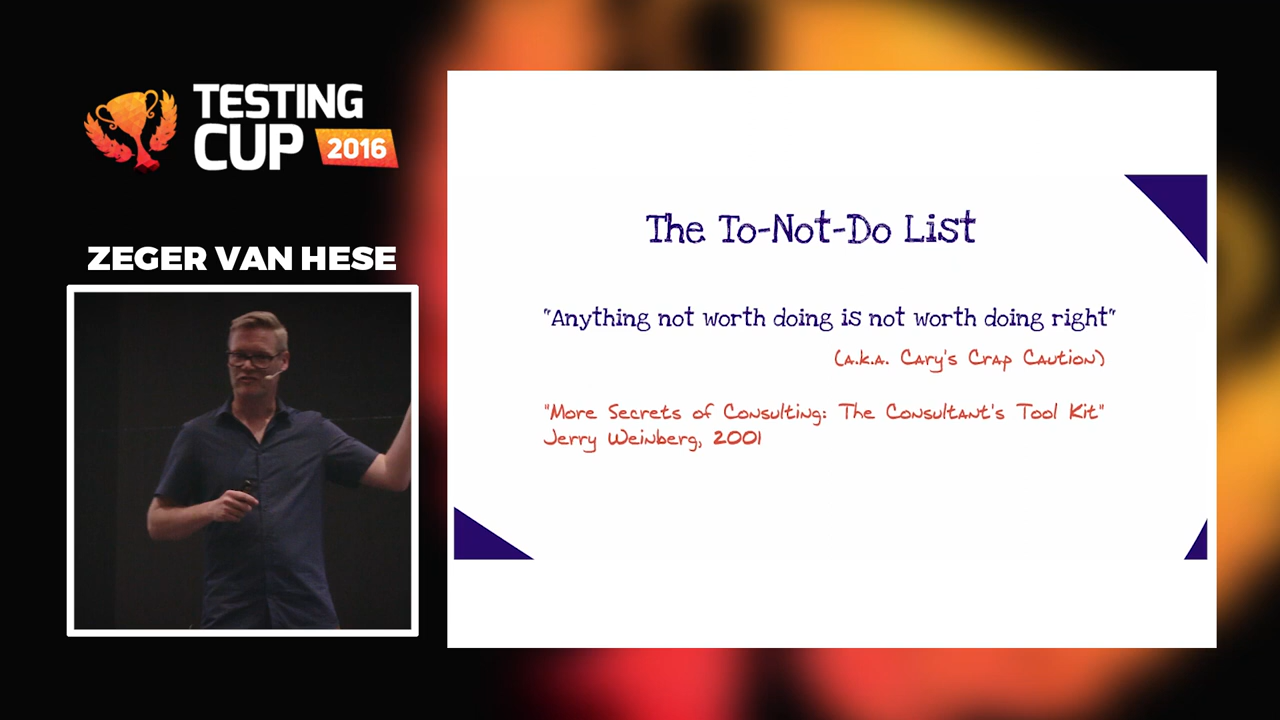 TESTING
CUP 2016
ZEGER VAN HESE
The To-Not-Do List
"Anything not worth doing is not worth doing right"
(a.k.a. Cary's Crap Caution)
"More Secrets of Consulting: The Consultant's Tool Kit"
Jerry Weinberg, 2001